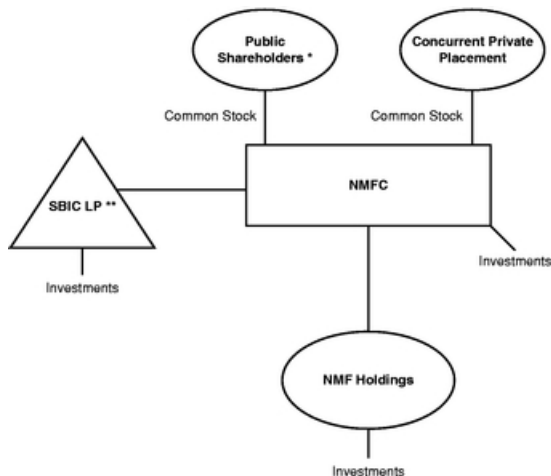 Public
Shareholders *
Concurrent Private
Placement
Common Stock
Common Stock
NMFC
SBIC LP **
Investments
Investments
NMF Holdings
Investments